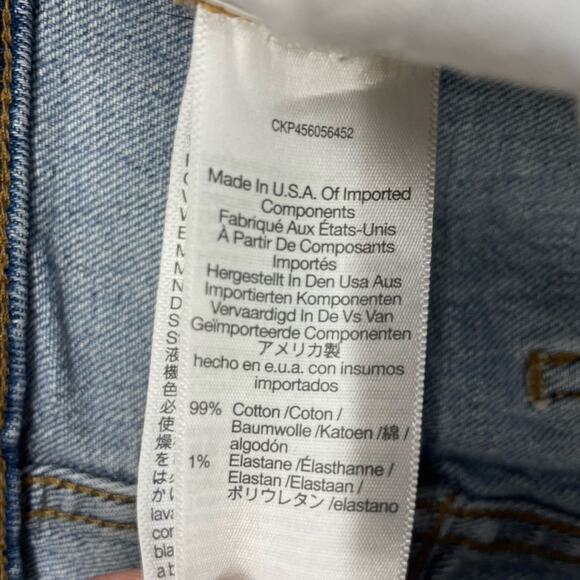 CKP456056452
Made In U.S.A. Of Imported
Components
Fabriqué Aux États-Unis
À Partir De Composants
Importés
Hergestellt In Den Usa Aus
Importierten Komponenten
Vervaardigd In De Vs Van
Geïmporteerde Componenten
アメリカ製
hecho en e.u.a. con insumos
importados
99% Cotton /Coton /
Baumwolle /Katoen /綿 /
algodón
1% Elastane /Élasthanne /
Elastan /Elastaan /
ポリウレタン /elastano